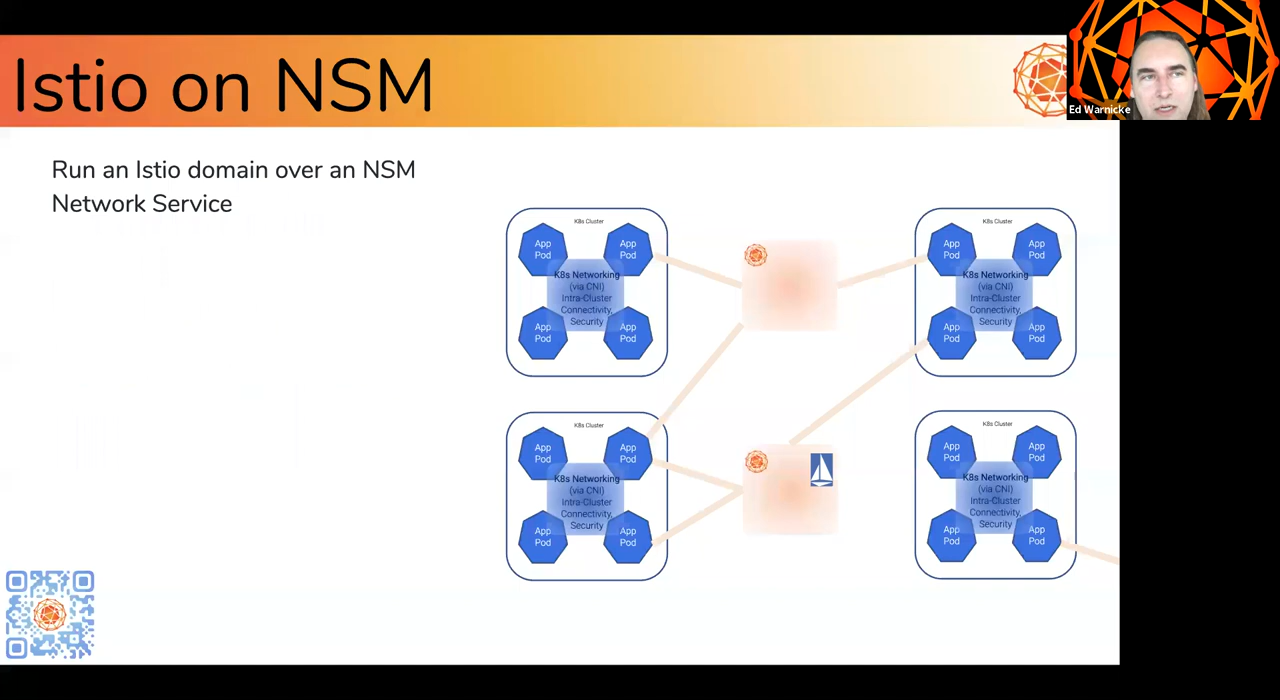 Istio on NSM
Ed Warnicke
Run an Istio domain over an NSM
Network Service
K8s Cluster
App
Pod
App
Pod
K8s Networking
(via CNI)
Intra-Cluster
Connectivity,
Security
App
Pod
App
Pod
K8s Cluster
App
Pod
App
Pod
K8s Networking
(via CNI)
Intra-Cluster
Connectivity,
Security
App
Pod
App
Pod
K8s Cluster
App
Pod
App
Pod
K8s Networking
(via CNI)
Intra-Cluster
Connectivity,
Security
App
Pod
App
Pod
K8s Cluster
App
Pod
App
Pod
K8s Networking
(via CNI)
Intra-Cluster
Connectivity,
Security
App
Pod
App
Pod